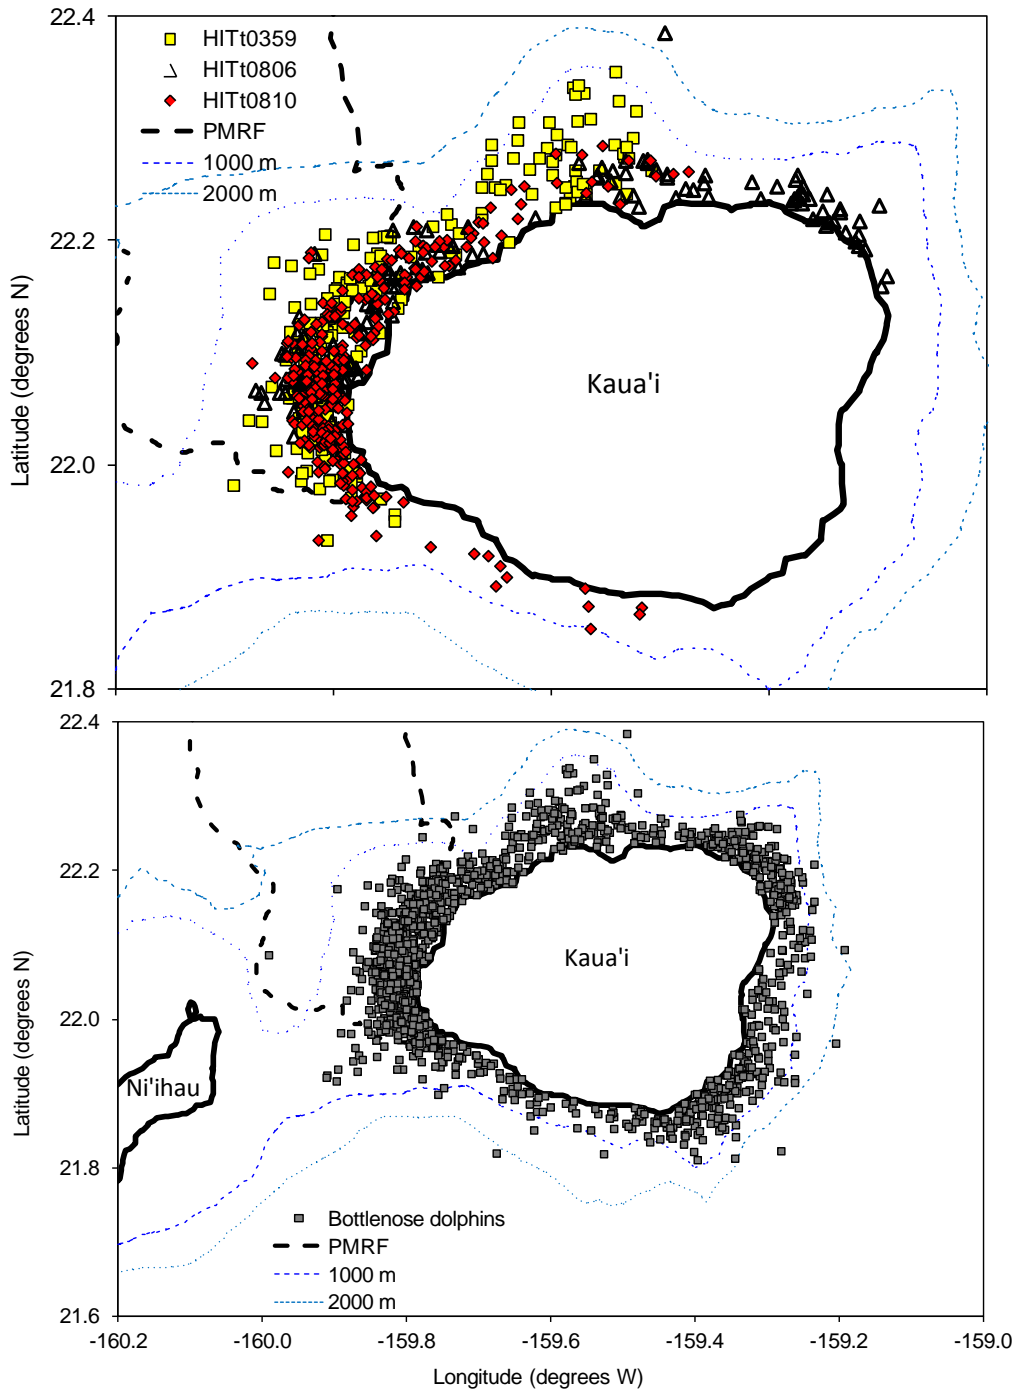 22.4
HITt0359
HITt0806
HITt0810
PMRF
1000 m
2000 m
22.2
Latitude (degrees N)
Kaua'i
22.0
21.8
22.4
22.2
Kaua'i
Latitude (degrees N)
22.0
Ni'ihau
21.8
Bottlenose dolphins
PMRF
1000 m
2000 m
21.6
-160.2 -160.0 -159.8 -159.6 -159.4 -159.2 -159.0
Longitude (degrees W)